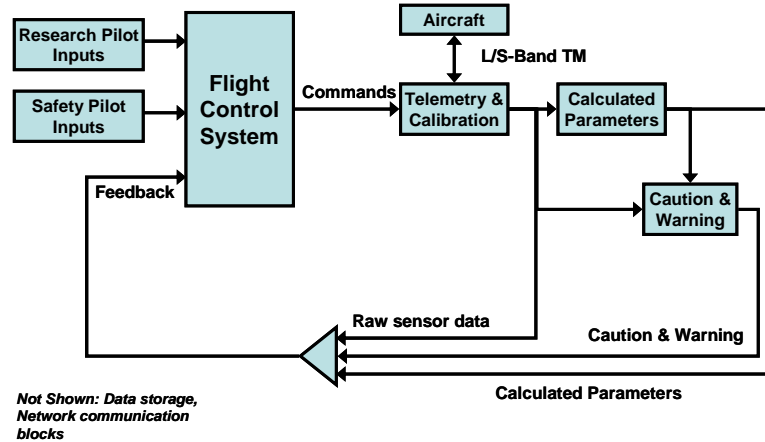 Research Pilot
Inputs
Safety Pilot
Inputs
Feedback
Flight
Control
System
Commands
Aircraft
L/S-Band TM
Telemetry &
Calibration
Calculated
Parameters
Caution &
Warning
Raw sensor data
Caution & Warning
Calculated Parameters
Not Shown: Data storage,
Network communication
blocks